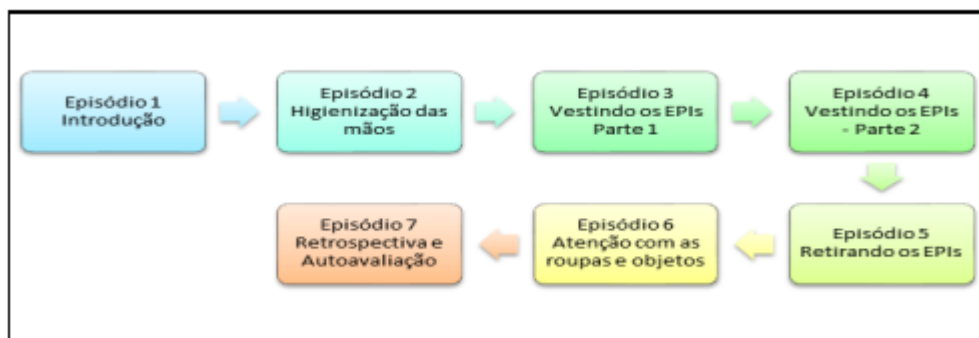 Episódio 1
Introdução
Episódio 2
Higienização das
mãos
Episódio 3
Vestindo os EPIs
Parte 1
Episódio 4
Vestindo os EPIs
- Parte 2
Episódio 5
Retirando os EPIs
Episódio 6
Atenção com as
roupas e objetos
Episódio 7
Retrospectiva e
Autoavaliação